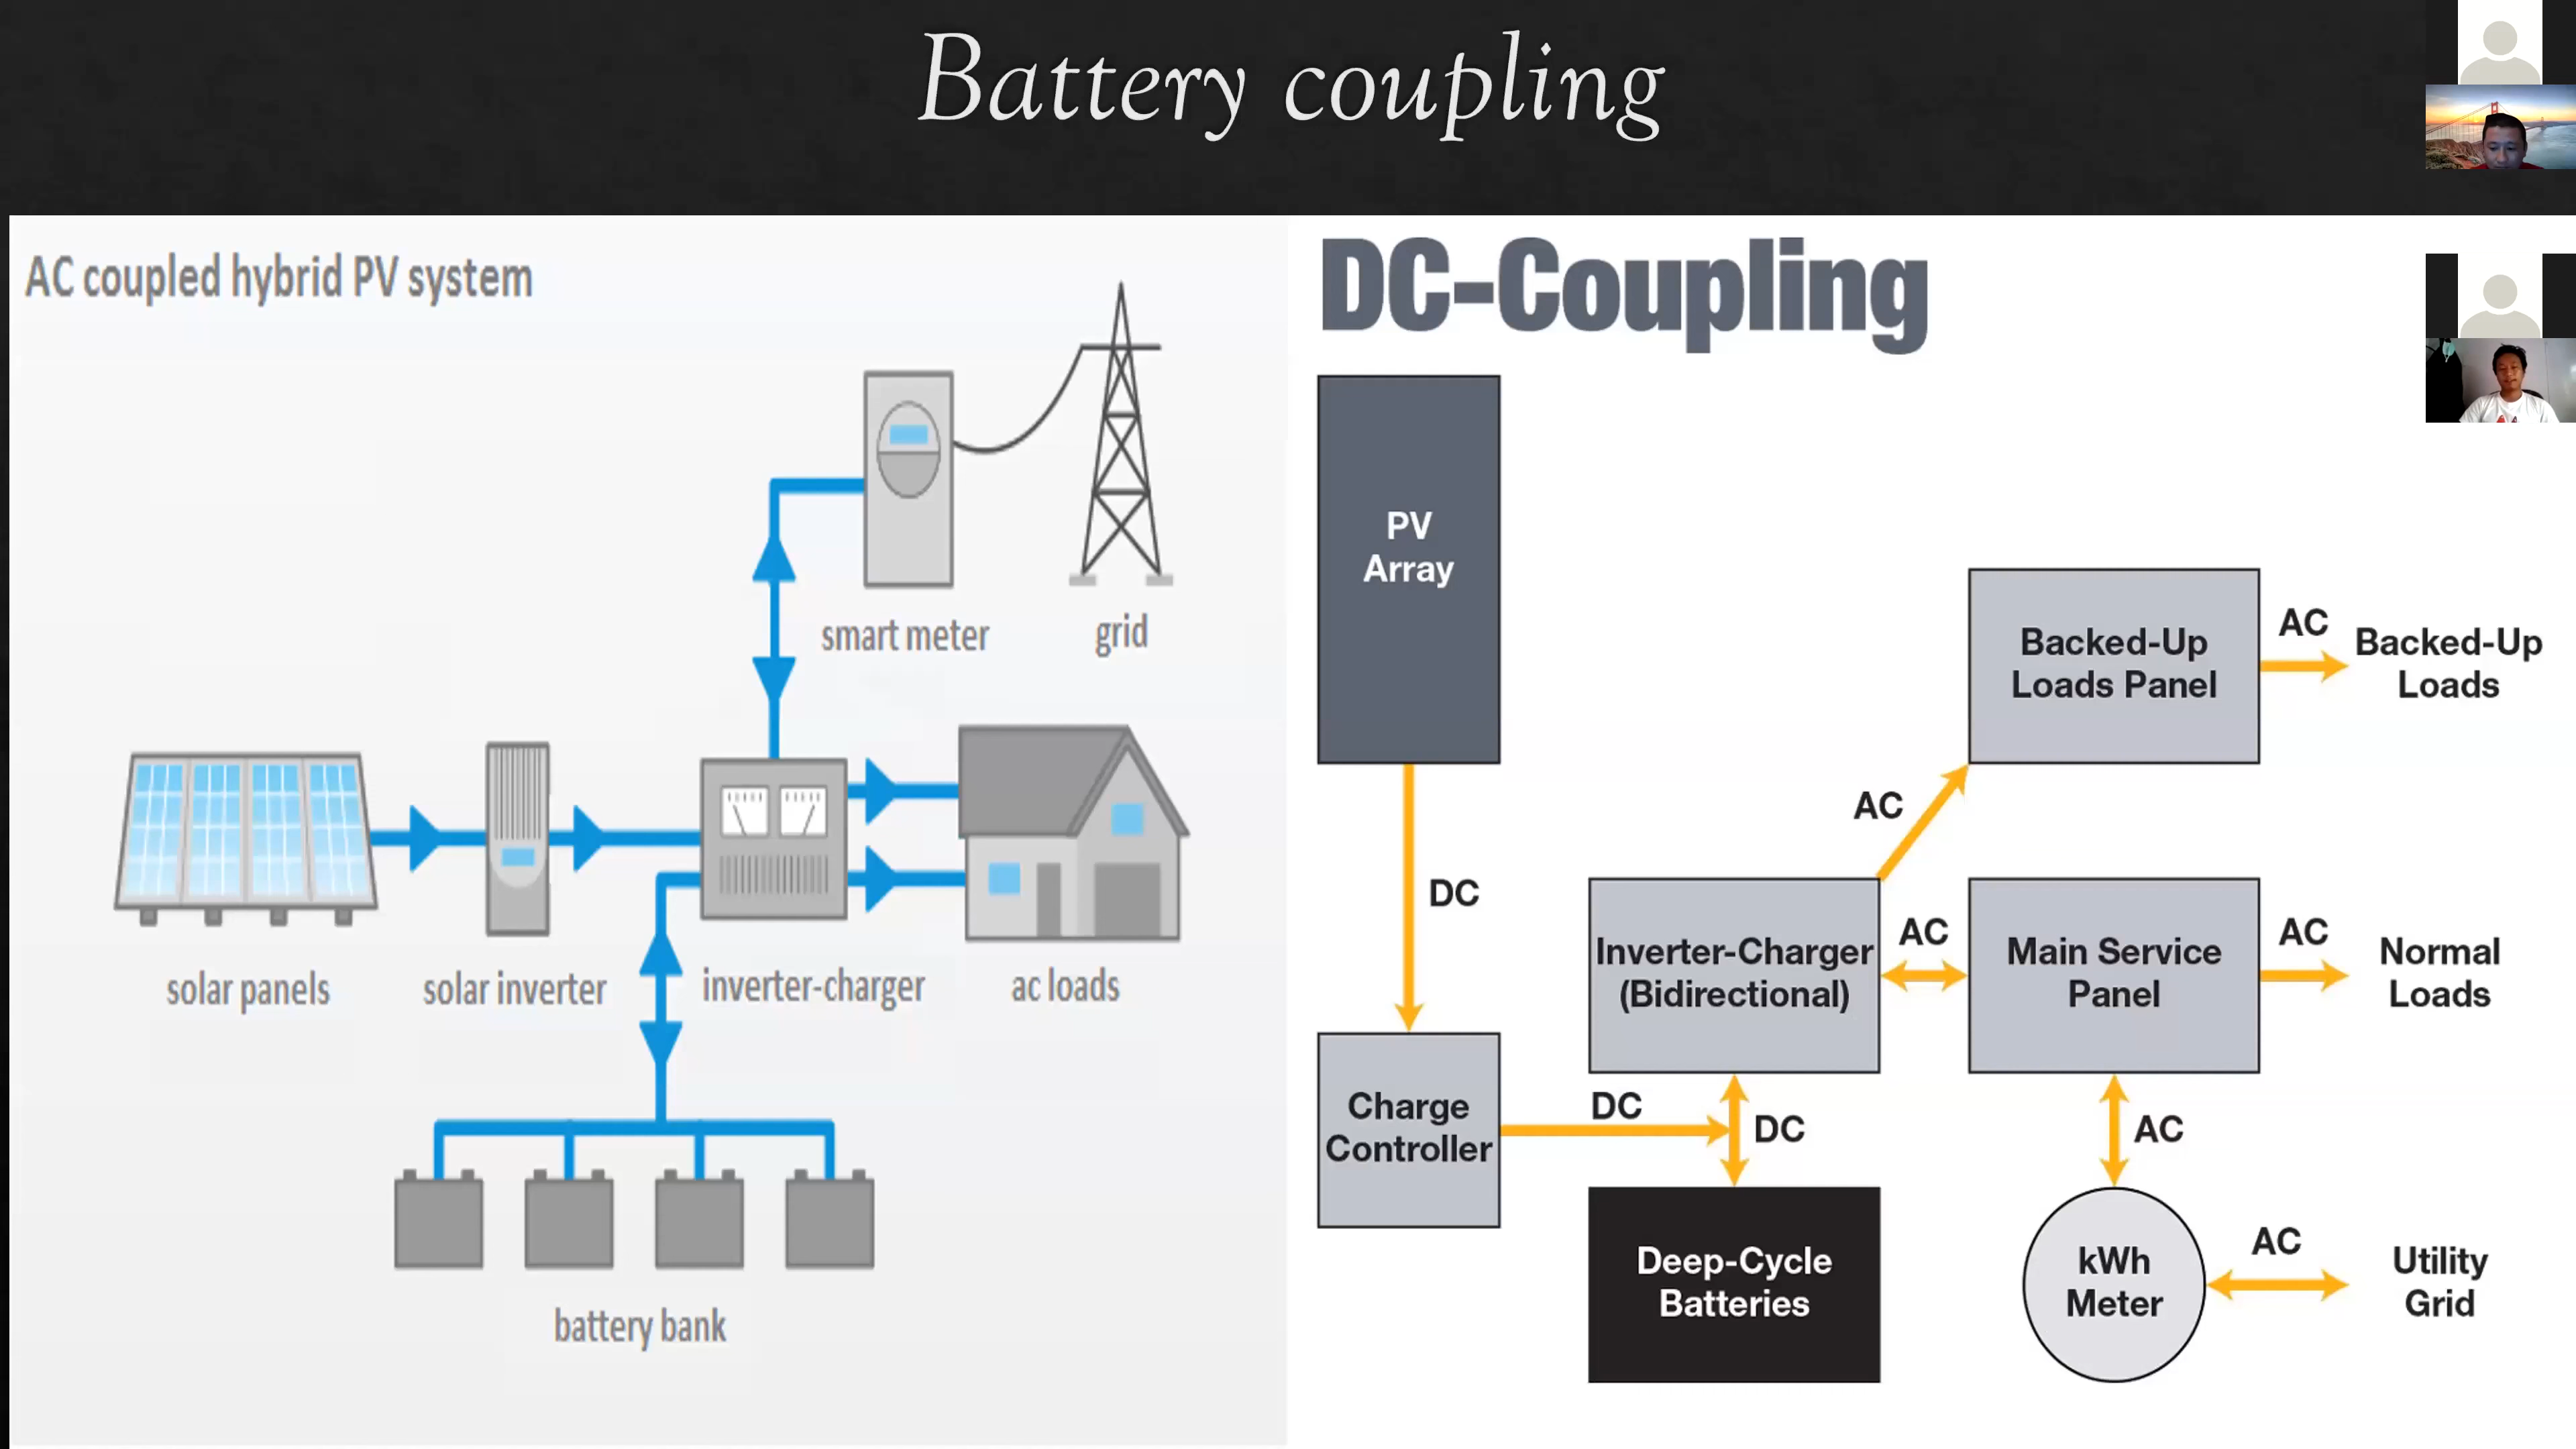 Battery coupling
AC coupled hybrid PV system
smart meter
grid
solar panels
solar inverter
inverter-charger
ac loads
battery bank
DC-Coupling
PV
Array
DC
Charge
Controller
DC
DC
Inverter-Charger
(Bidirectional)
Deep-Cycle
Batteries
AC
Backed-Up
Loads Panel
AC
Backed-Up
Loads
AC
Main Service
Panel
AC
Normal
Loads
AC
kWh
Meter
AC
Utility
Grid